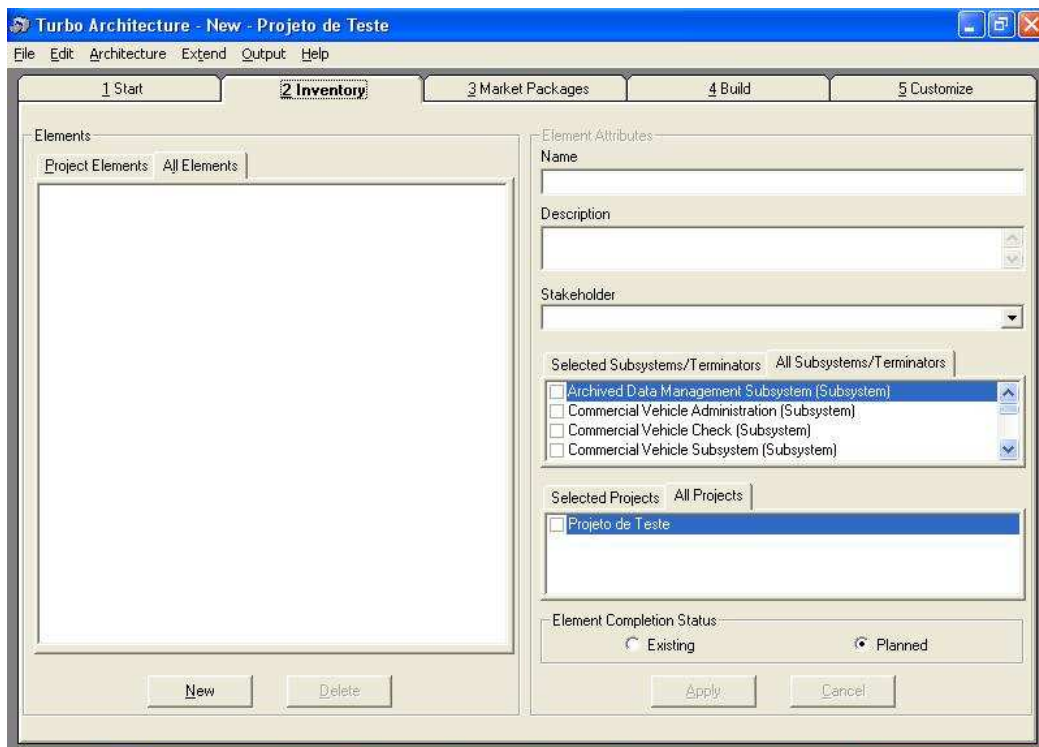 Turbo Architecture - New - Projeto de Teste
File Edit Architecture Extend Output Help
1 Start 2 Inventory 3 Market Packages 4 Build 5 Customize
Elements
Project Elements All Elements
New Delete
Element Attributes
Name
Description
Stakeholder
Selected Subsystems/Terminators All Subsystems/Terminators
Archived Data Management Subsystem (Subsystem)
Commercial Vehicle Administration (Subsystem)
Commercial Vehicle Check (Subsystem)
Commercial Vehicle Subsystem (Subsystem)
Selected Projects All Projects
Projeto de Teste
Element Completion Status
Existing Planned
Apply Cancel